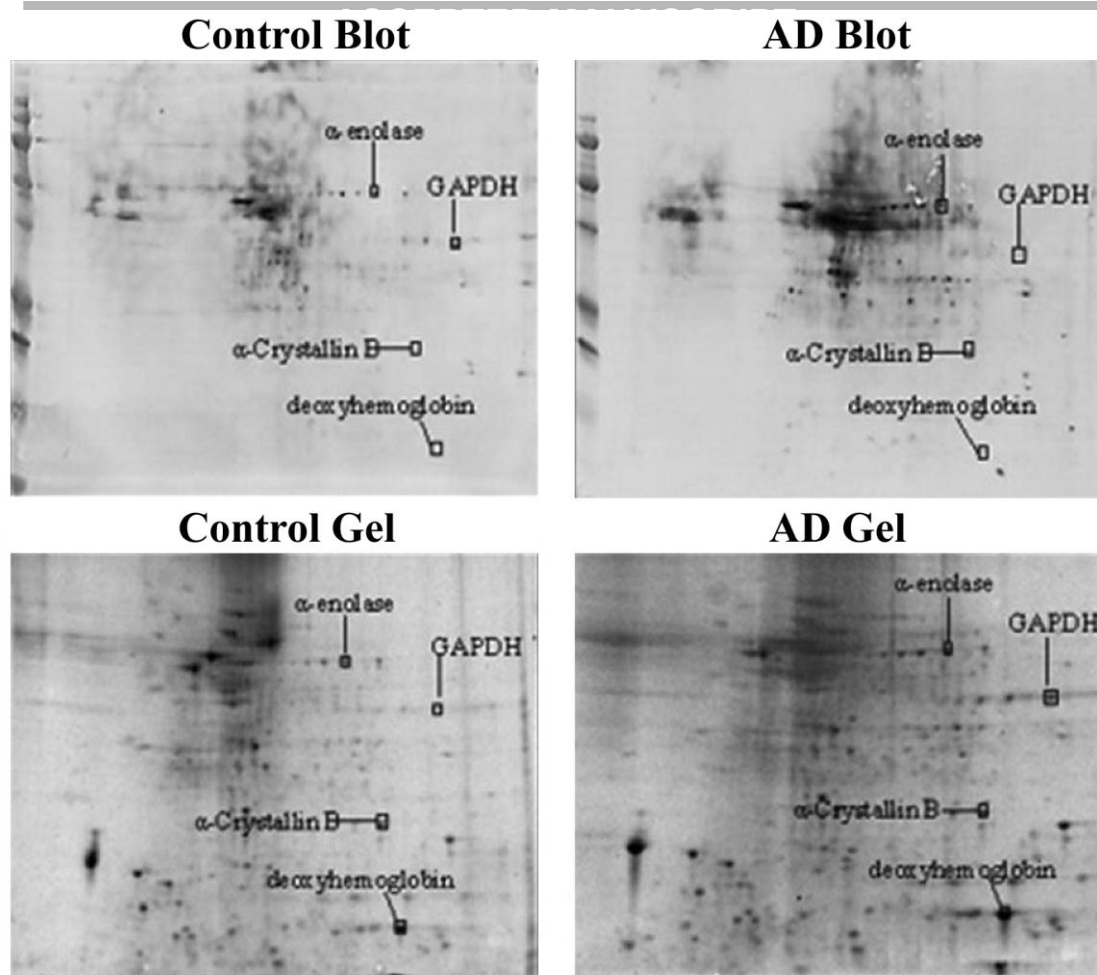 Control Blot
AD Blot
α-enolase
GAPDH
α-Crystallin B
deoxyhemoglobin
α-enolase
GAPDH
α-Crystallin B
deoxyhemoglobin
Control Gel
AD Gel
α-enolase
GAPDH
α-Crystallin B
deoxyhemoglobin
α-enolase
GAPDH
α-Crystallin B
deoxyhemoglobin